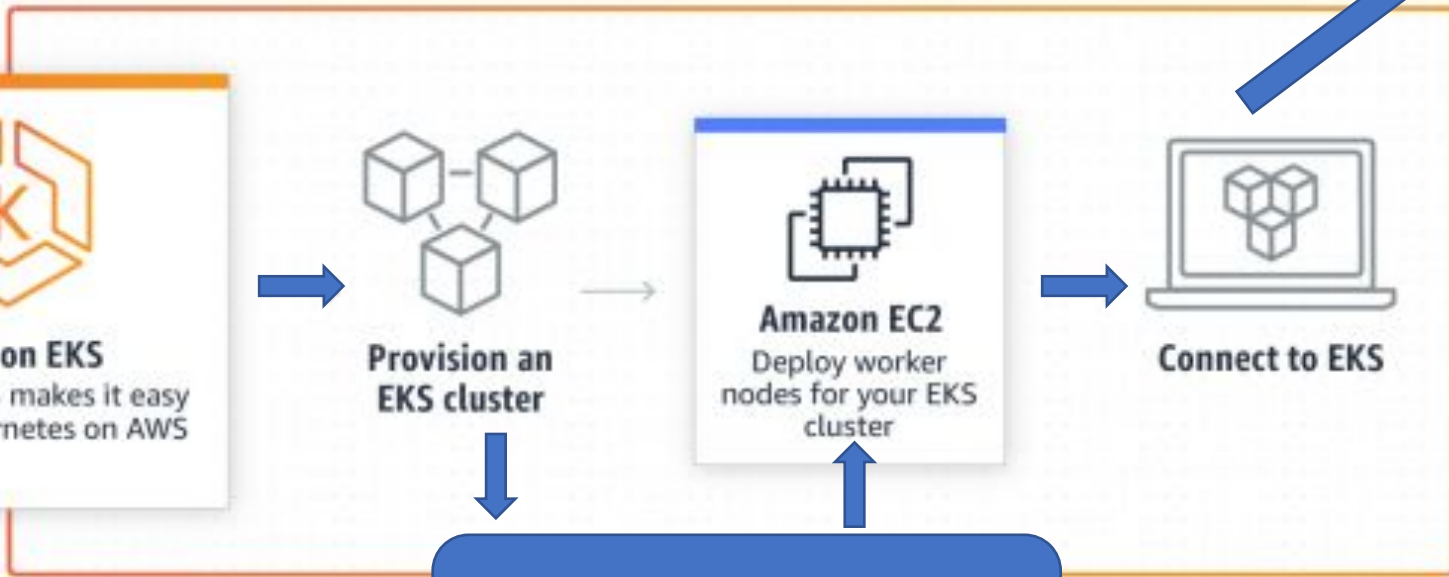 on EKS
makes it easy
netes on AWS
Provision an
EKS cluster
Amazon EC2
Deploy worker
nodes for your EKS
cluster
Connect to EKS